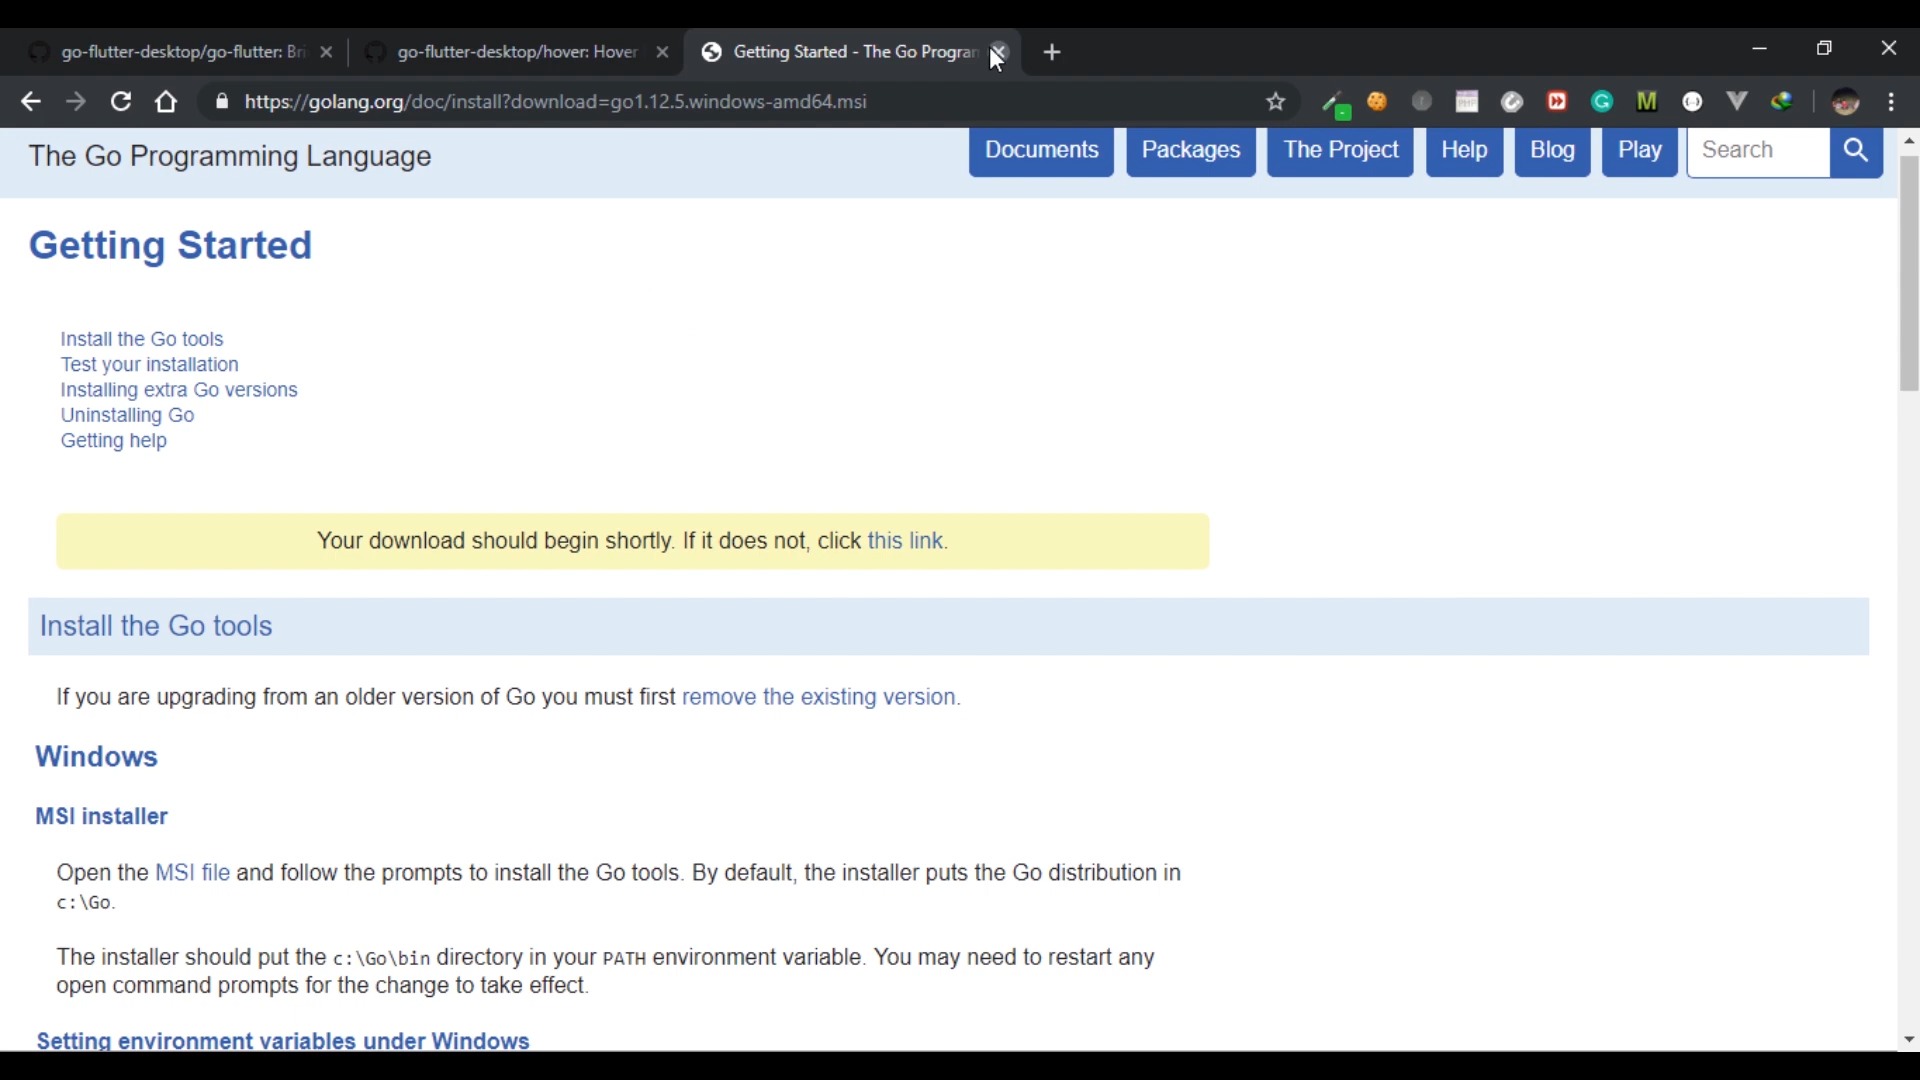 go-flutter-desktop/go-flutter: Bri
go-flutter-desktop/hover: Hover
Getting Started - The Go Program
https://golang.org/doc/install?download=go1.12.5.windows-amd64.msi
The Go Programming Language
Documents
Packages
The Project
Help
Blog
Play
Search
Getting Started
Install the Go tools
Test your installation
Installing extra Go versions
Uninstalling Go
Getting help
Your download should begin shortly. If it does not, click this link.
Install the Go tools
If you are upgrading from an older version of Go you must first remove the existing version.
Windows
MSI installer
Open the MSI file and follow the prompts to install the Go tools. By default, the installer puts the Go distribution in
c:\Go.
The installer should put the c:\Go\bin directory in your PATH environment variable. You may need to restart any
open command prompts for the change to take effect.
Setting environment variables under Windows